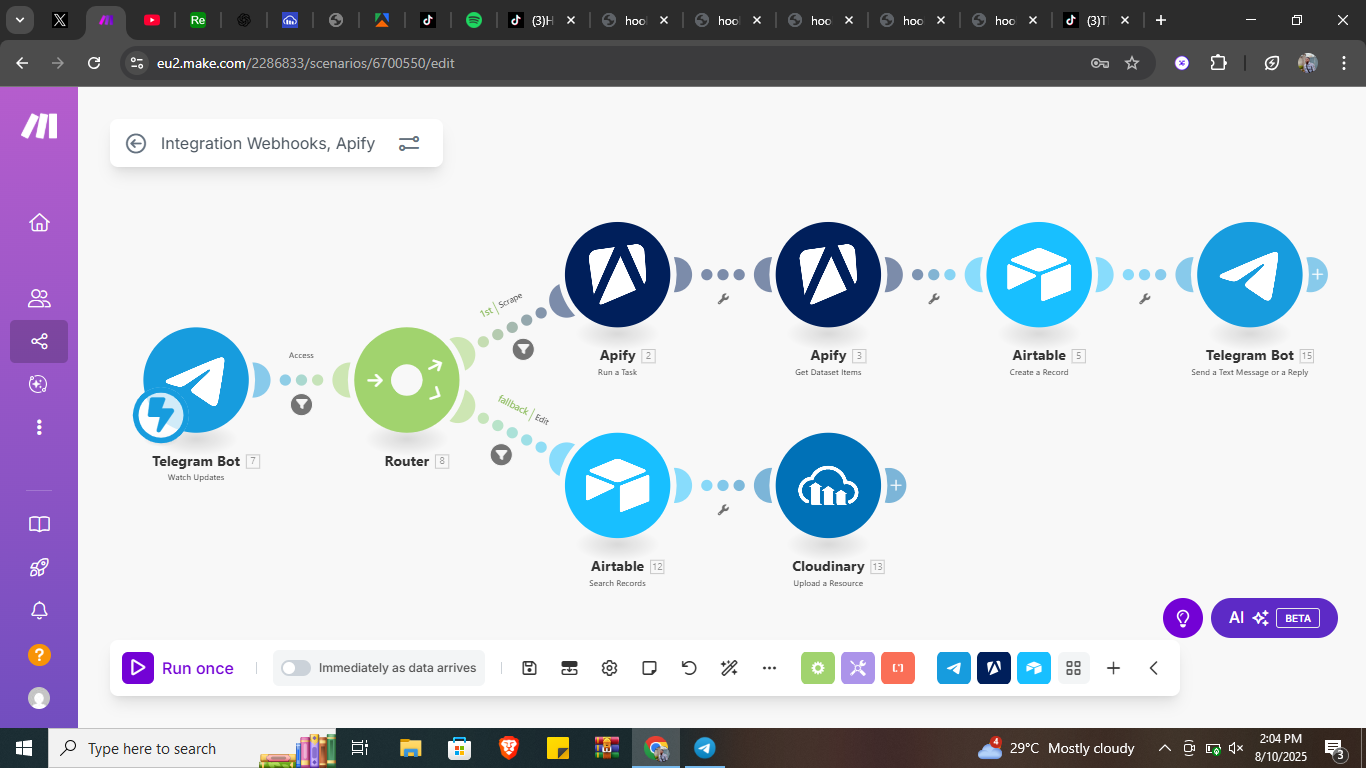 Re
(3)H
hool
hool
hoo
hoo
hoo
(3)T
eu2.make.com/2286833/scenarios/6700550/edit
Integration Webhooks, Apify
1st | Scrape
Apify 2
Run a Task
Apify 3
Get Dataset Items
Airtable 5
Create a Record
Telegram Bot 15
Send a Text Message or a Reply
Access
fallback | Edit
Telegram Bot 7
Watch Updates
Router 8
Airtable 12
Search Records
Cloudinary 13
Upload a Resource
AI BETA
Run once
Immediately as data arrives
Type here to search
4
29°C Mostly cloudy
2:04 PM
8/10/2025
3